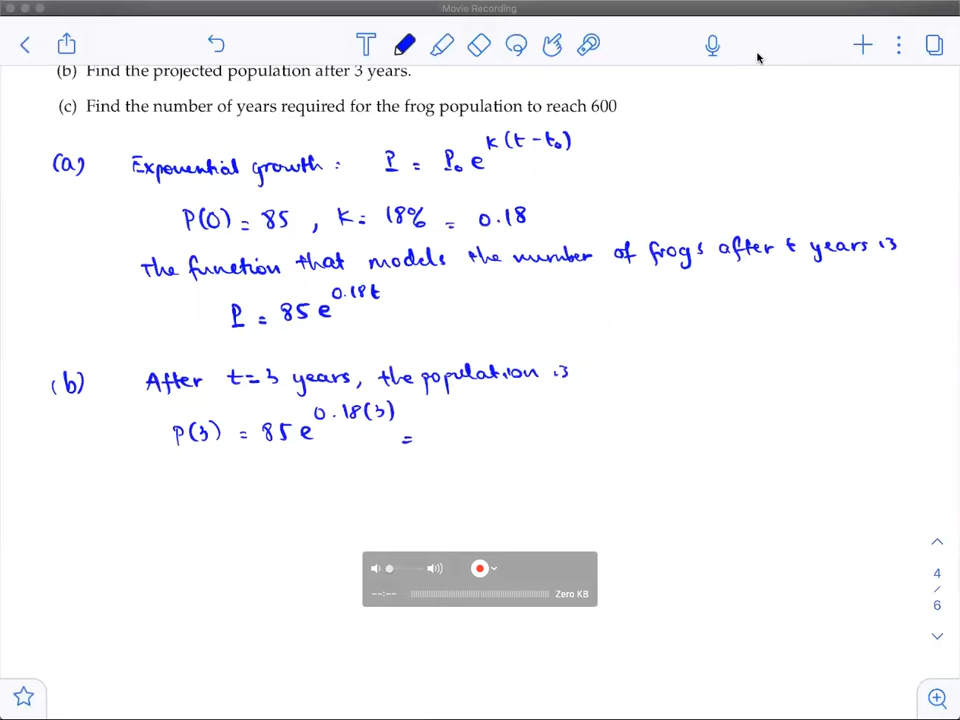 Movie Recording
(b) Find the projected population after 3 years.
(c) Find the number of years required for the frog population to reach 600
(a) Exponential growth : P = P₀ e^{k(t-t₀)}
P(0) = 85 , k = 18% = 0.18
The function that models the number of frogs after t years is
P = 85 e^{0.18t}
(b) After t=3 years, the population is
P(3) = 85 e^{0.18(3)} =
--:-- Zero KB
4
/
6